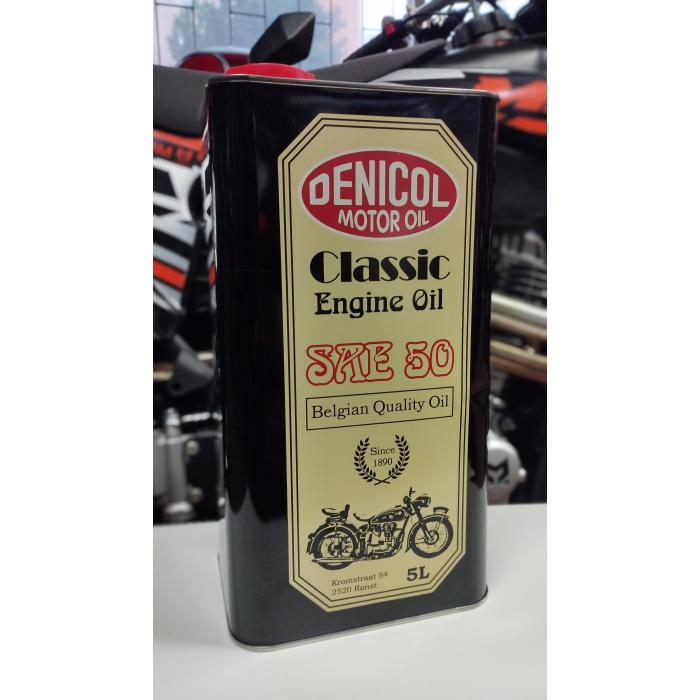 DENICOL
MOTOR OIL
Classic
Engine Oil
SAE 50
Belgian Quality Oil
Since
1890
Kromstraat 54
2520 Ranst
5L